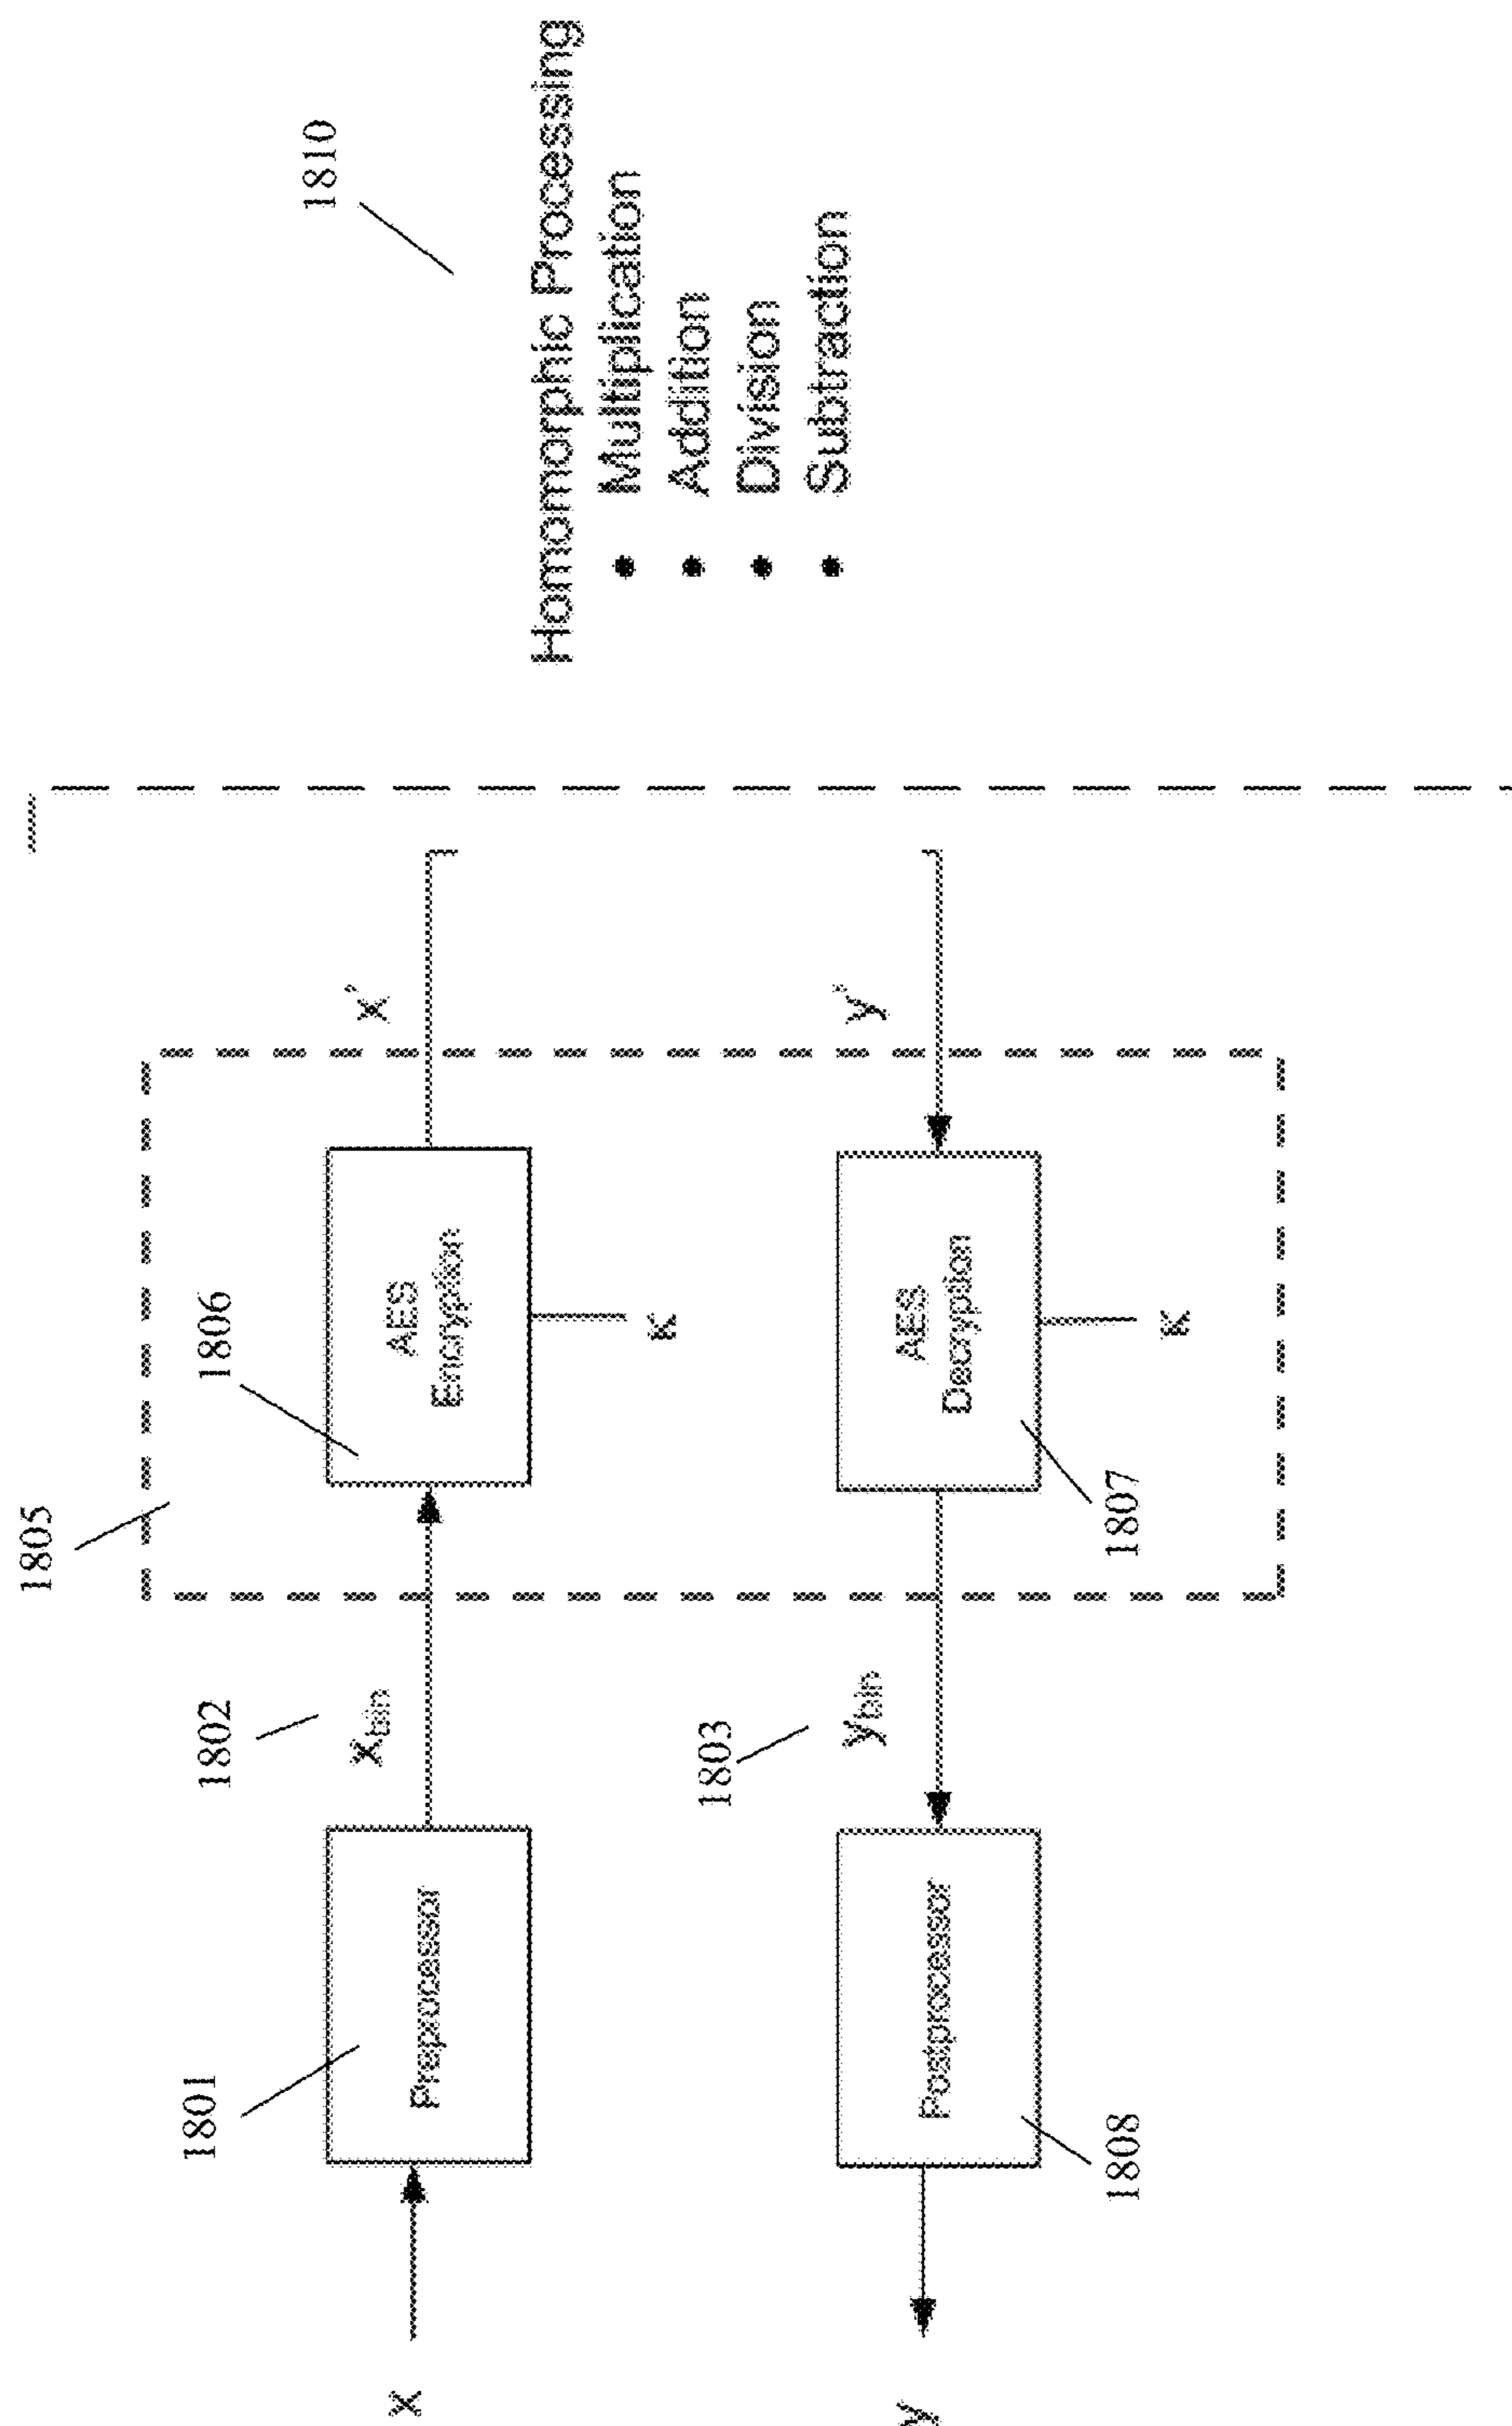 1805
1810
1801
1802
1806
x
Preprocessor
xbin
AES
Encryption
K
x'
Homomorphic Processing
• Multiplication
• Addition
• Division
• Subtraction
1803
y
Postprocessor
ybin
AES
Decryption
K
y'
1808
1807